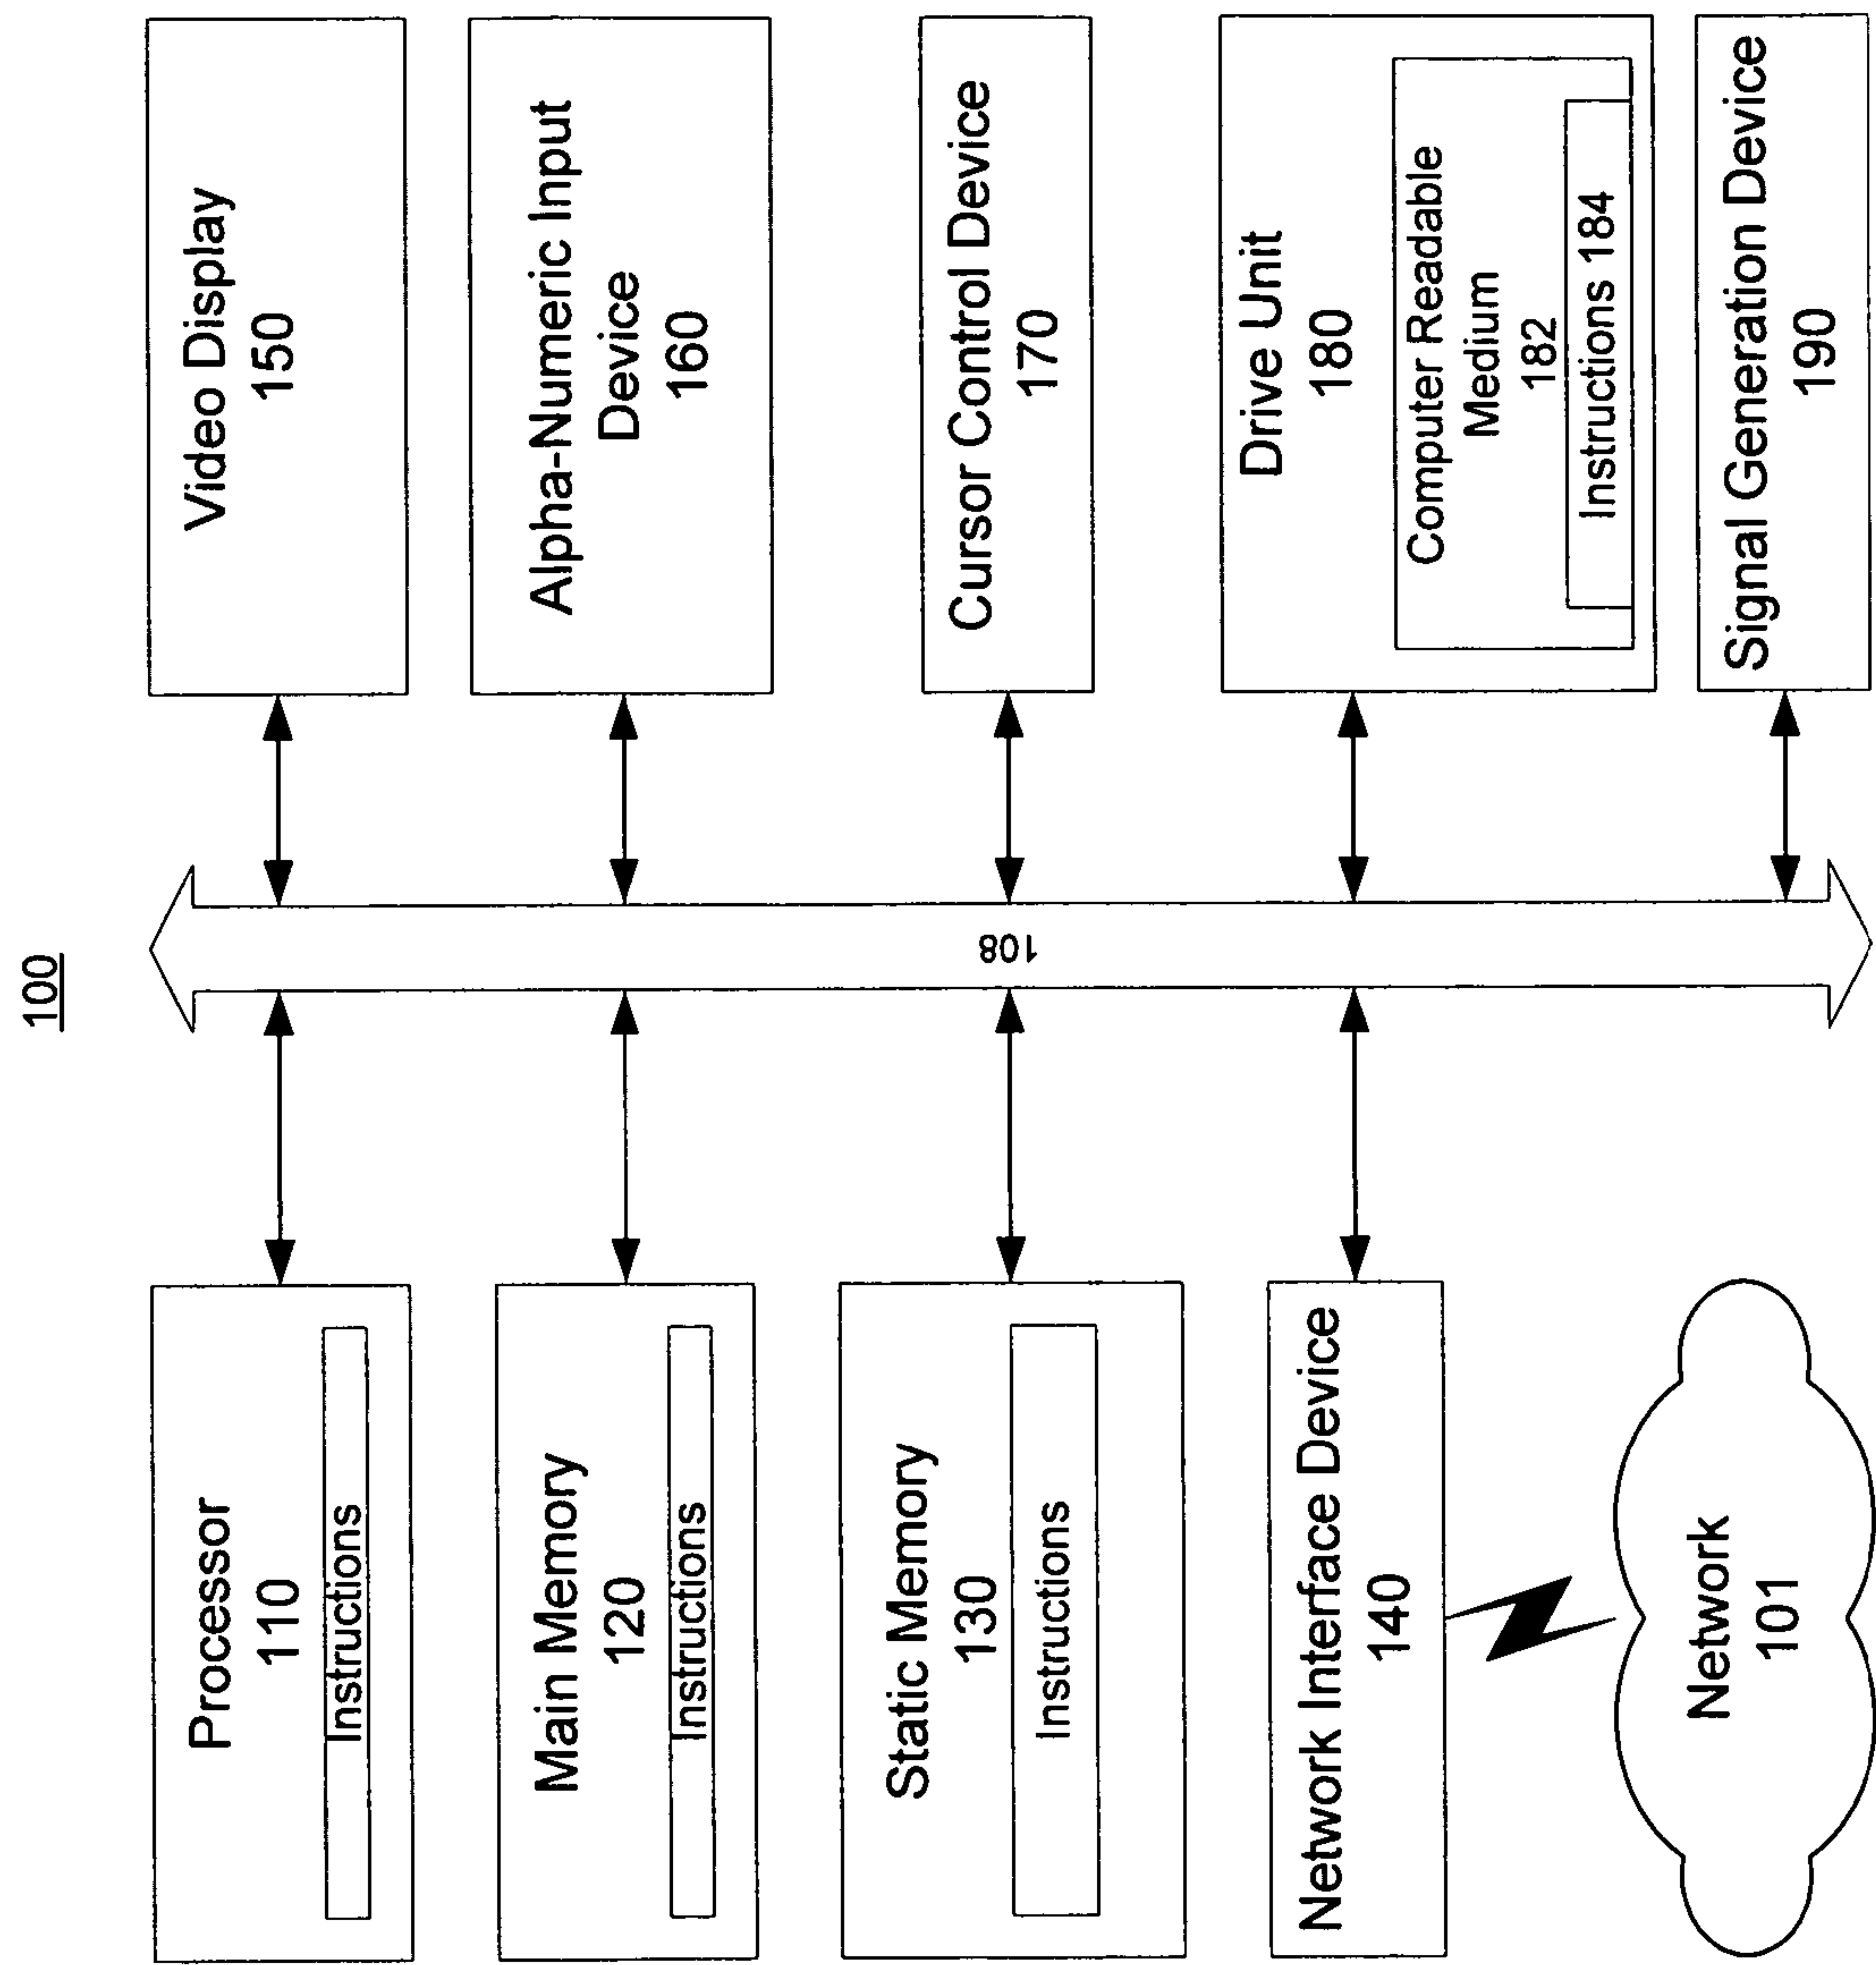 100
Processor
110
Instructions
Main Memory
120
Instructions
Static Memory
130
Instructions
Network Interface Device
140
Network
101
108
Video Display
150
Alpha-Numeric Input
Device
160
Cursor Control Device
170
Drive Unit
180
Computer Readable
Medium
182
Instructions 184
Signal Generation Device
190